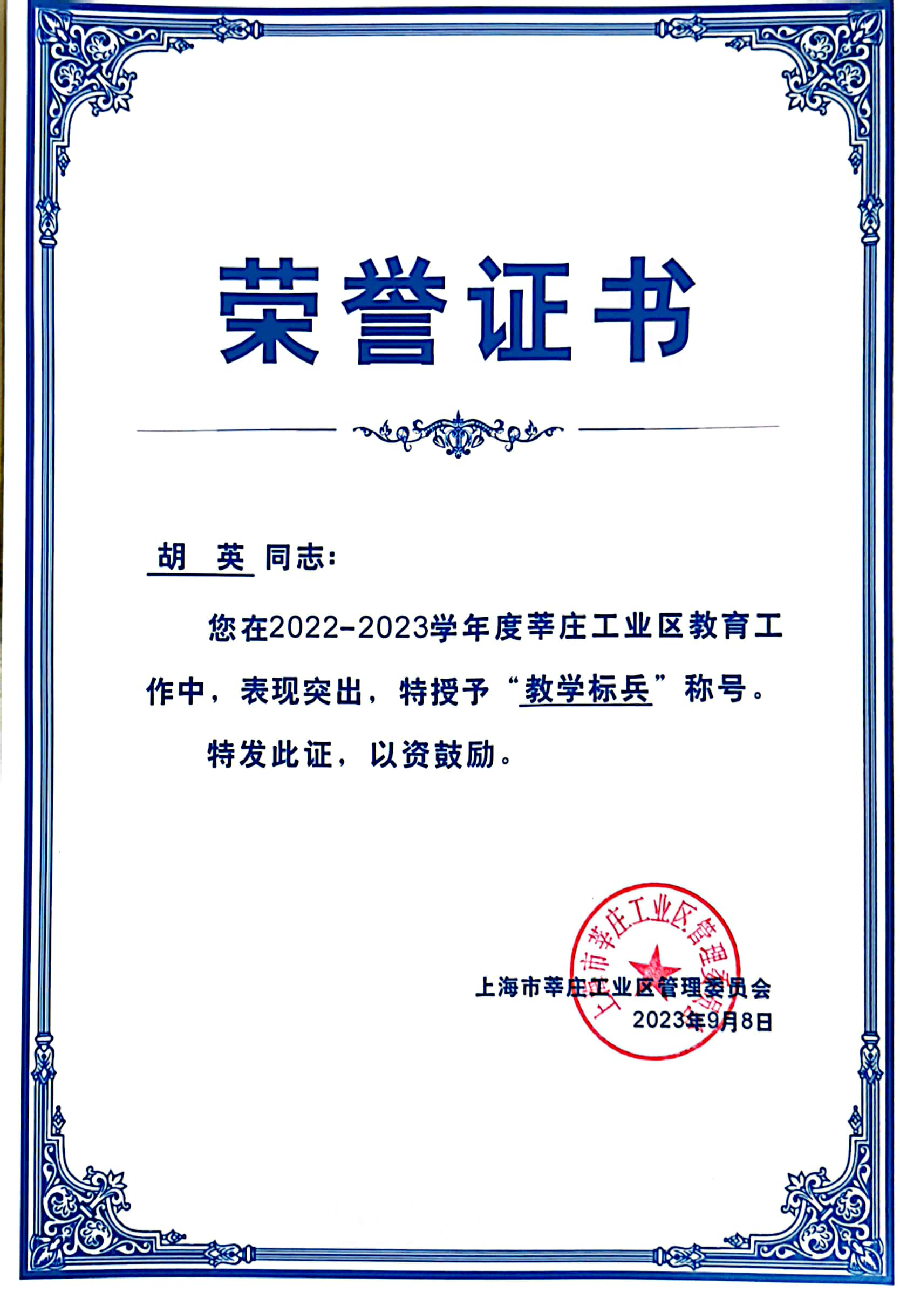 荣誉证书
胡 英 同志：
您在2022-2023学年度莘庄工业区教育工
作中，表现突出，特授予“教学标兵”称号。
特发此证，以资鼓励。
上海市莘庄工业区管理委员会
上海市莘庄工业区管理委员会
2023年9月8日